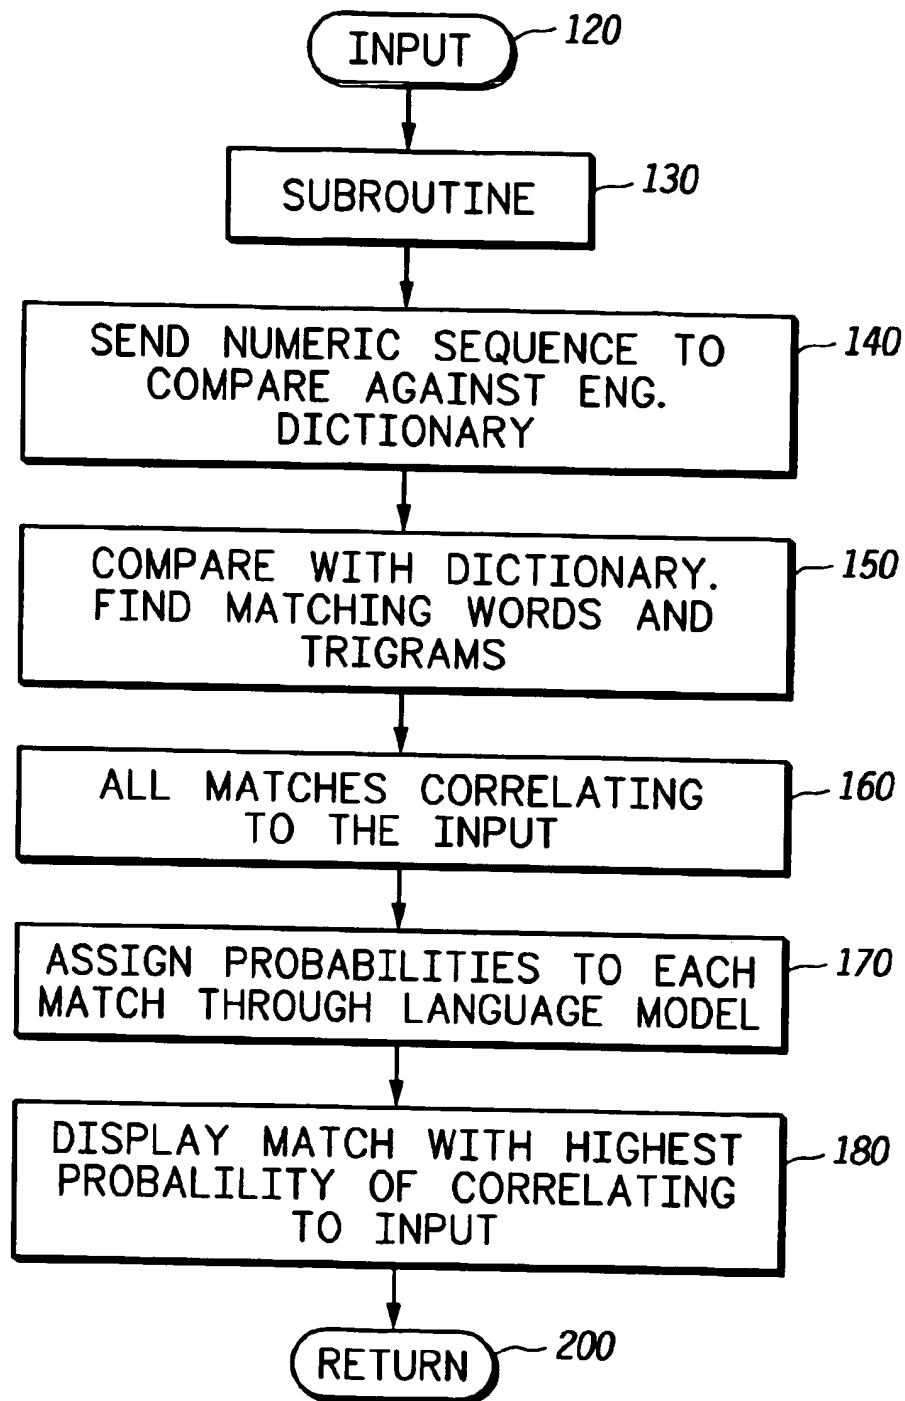 INPUT
120
SUBROUTINE
130
SEND NUMERIC SEQUENCE TO
COMPARE AGAINST ENG.
DICTIONARY
140
COMPARE WITH DICTIONARY.
FIND MATCHING WORDS AND
TRIGRAMS
150
ALL MATCHES CORRELATING
TO THE INPUT
160
ASSIGN PROBABILITIES TO EACH
MATCH THROUGH LANGUAGE MODEL
170
DISPLAY MATCH WITH HIGHEST
PROBALILITY OF CORRELATING
TO INPUT
180
RETURN
200